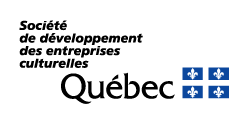 Société
de développement
des entreprises
culturelles
Québec